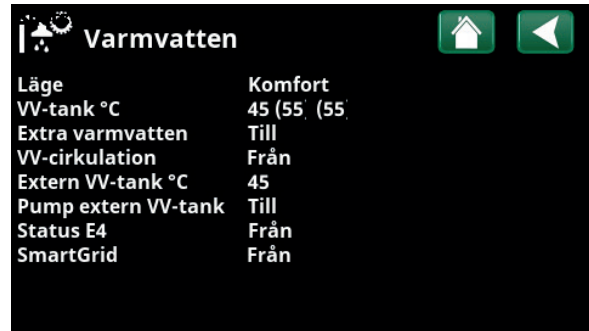 Varmvatten
Läge Komfort
VV-tank °C 45 (55 (55
Extra varmvatten Till
VV-cirkulation Från
Extern VV-tank °C 45
Pump extern VV-tank Till
Status E4 Från
SmartGrid Från